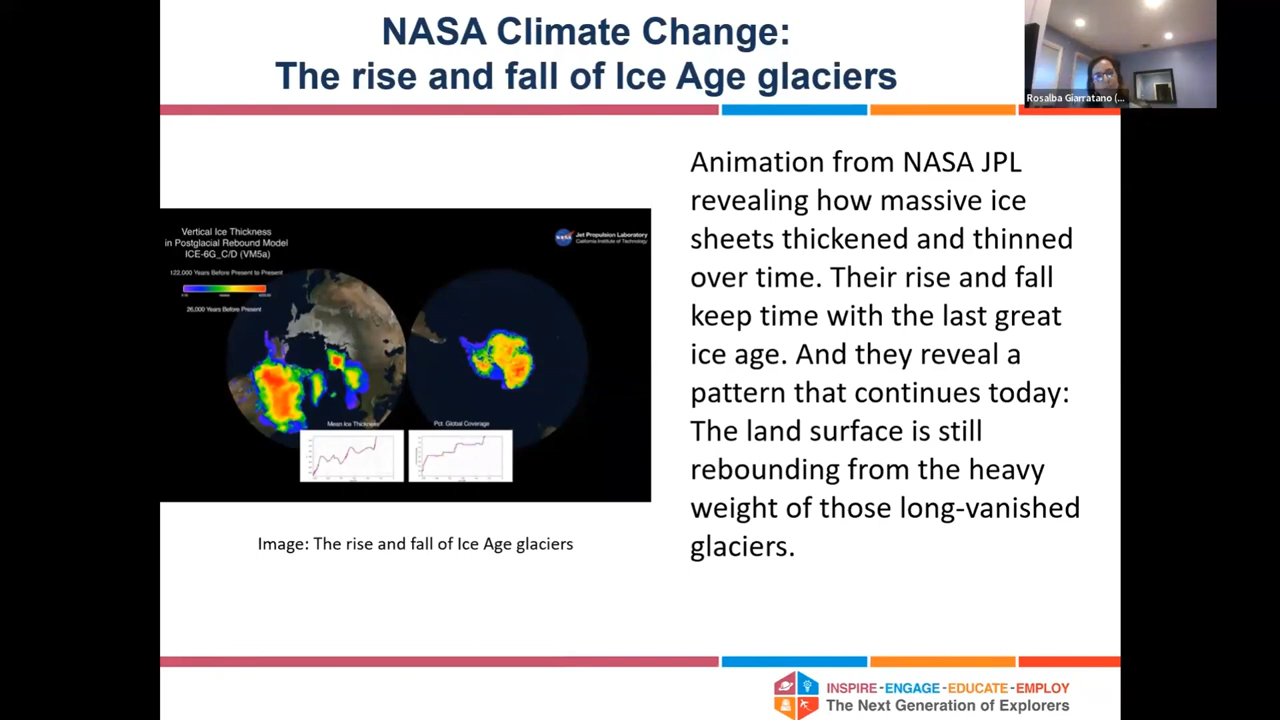 NASA Climate Change:
The rise and fall of Ice Age glaciers
Rosalba Giarratano (...
Vertical Ice Thickness
in Postglacial Rebound Model
ICE-6G_C/D (VM5a)
122,000 Years Before Present to Present
26,000 Years Before Present
NASA
Jet Propulsion Laboratory
California Institute of Technology
Mean Ice Thickness
Pct. Global Coverage
Image: The rise and fall of Ice Age glaciers
Animation from NASA JPL
revealing how massive ice
sheets thickened and thinned
over time. Their rise and fall
keep time with the last great
ice age. And they reveal a
pattern that continues today:
The land surface is still
rebounding from the heavy
weight of those long-vanished
glaciers.
INSPIRE - ENGAGE - EDUCATE - EMPLOY
The Next Generation of Explorers